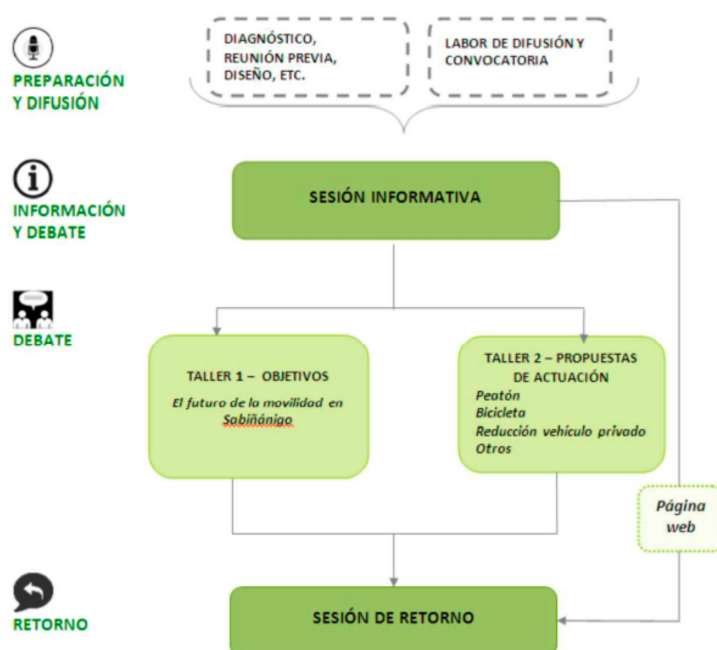 DIAGNÓSTICO,
REUNIÓN PREVIA,
DISEÑO, ETC.
LABOR DE DIFUSIÓN Y
CONVOCATORIA
PREPARACIÓN
Y DIFUSIÓN
SESIÓN INFORMATIVA
INFORMACIÓN
Y DEBATE
DEBATE
TALLER 1 – OBJETIVOS
El futuro de la movilidad en
Sabiñánigo
TALLER 2 – PROPUESTAS
DE ACTUACIÓN
Peatón
Bicicleta
Reducción vehículo privado
Otros
Página
web
SESIÓN DE RETORNO
RETORNO